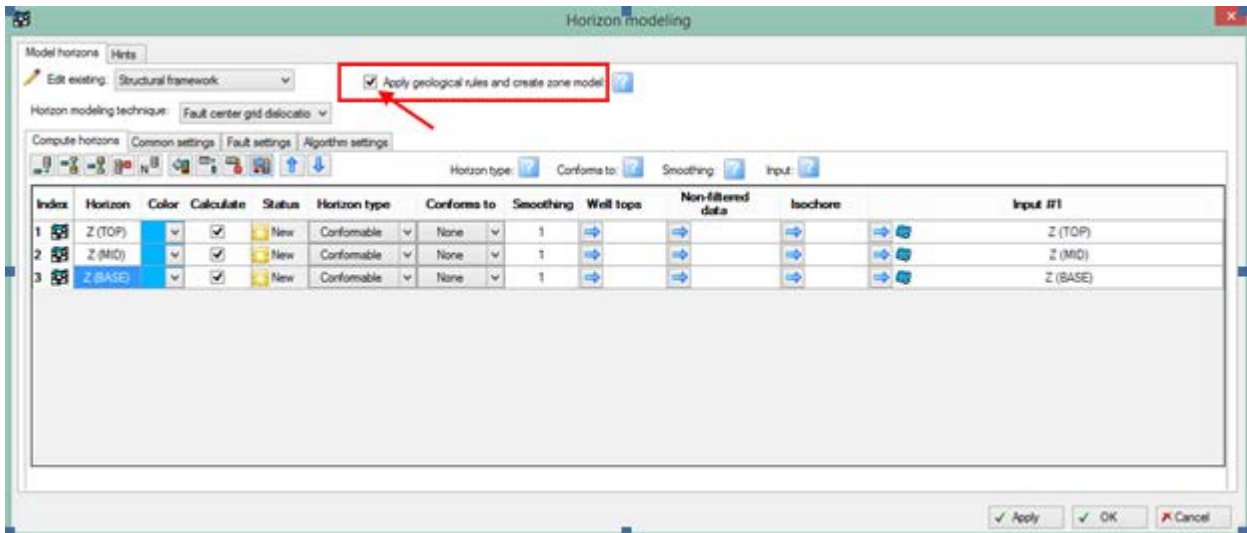 Horizon modeling
Model horizons Hints
Edit existing: Structural framework Apply geological rules and create zone model:
Horizon modeling technique: Fault center grid dislocatio
Compute horizons Common settings Fault settings Algorithm settings
Horizon type: Conforms to: Smoothing: Input:
Index Horizon Color Calculate Status Horizon type Conforms to Smoothing Well tops Non-filtered data Isochore Input #1
1 Z (TOP) New Conformable None 1 Z (TOP)
2 Z (MID) New Conformable None 1 Z (MID)
3 Z (BASE) New Conformable None 1 Z (BASE)
Apply OK Cancel